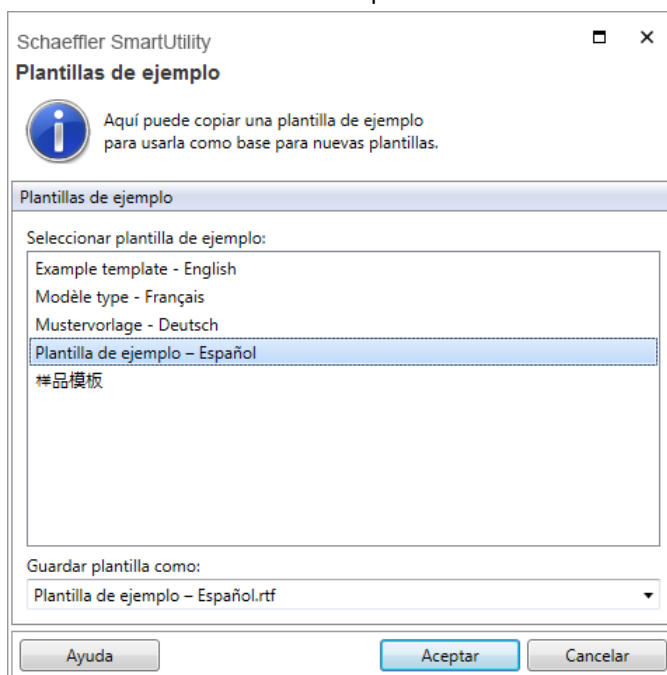 Schaeffler SmartUtility
Plantillas de ejemplo
Aquí puede copiar una plantilla de ejemplo
para usarla como base para nuevas plantillas.
Plantillas de ejemplo
Seleccionar plantilla de ejemplo:
Example template - English
Modèle type - Français
Mustervorlage - Deutsch
Plantilla de ejemplo – Español
样品模板
Guardar plantilla como:
Plantilla de ejemplo – Español.rtf
Ayuda Aceptar Cancelar